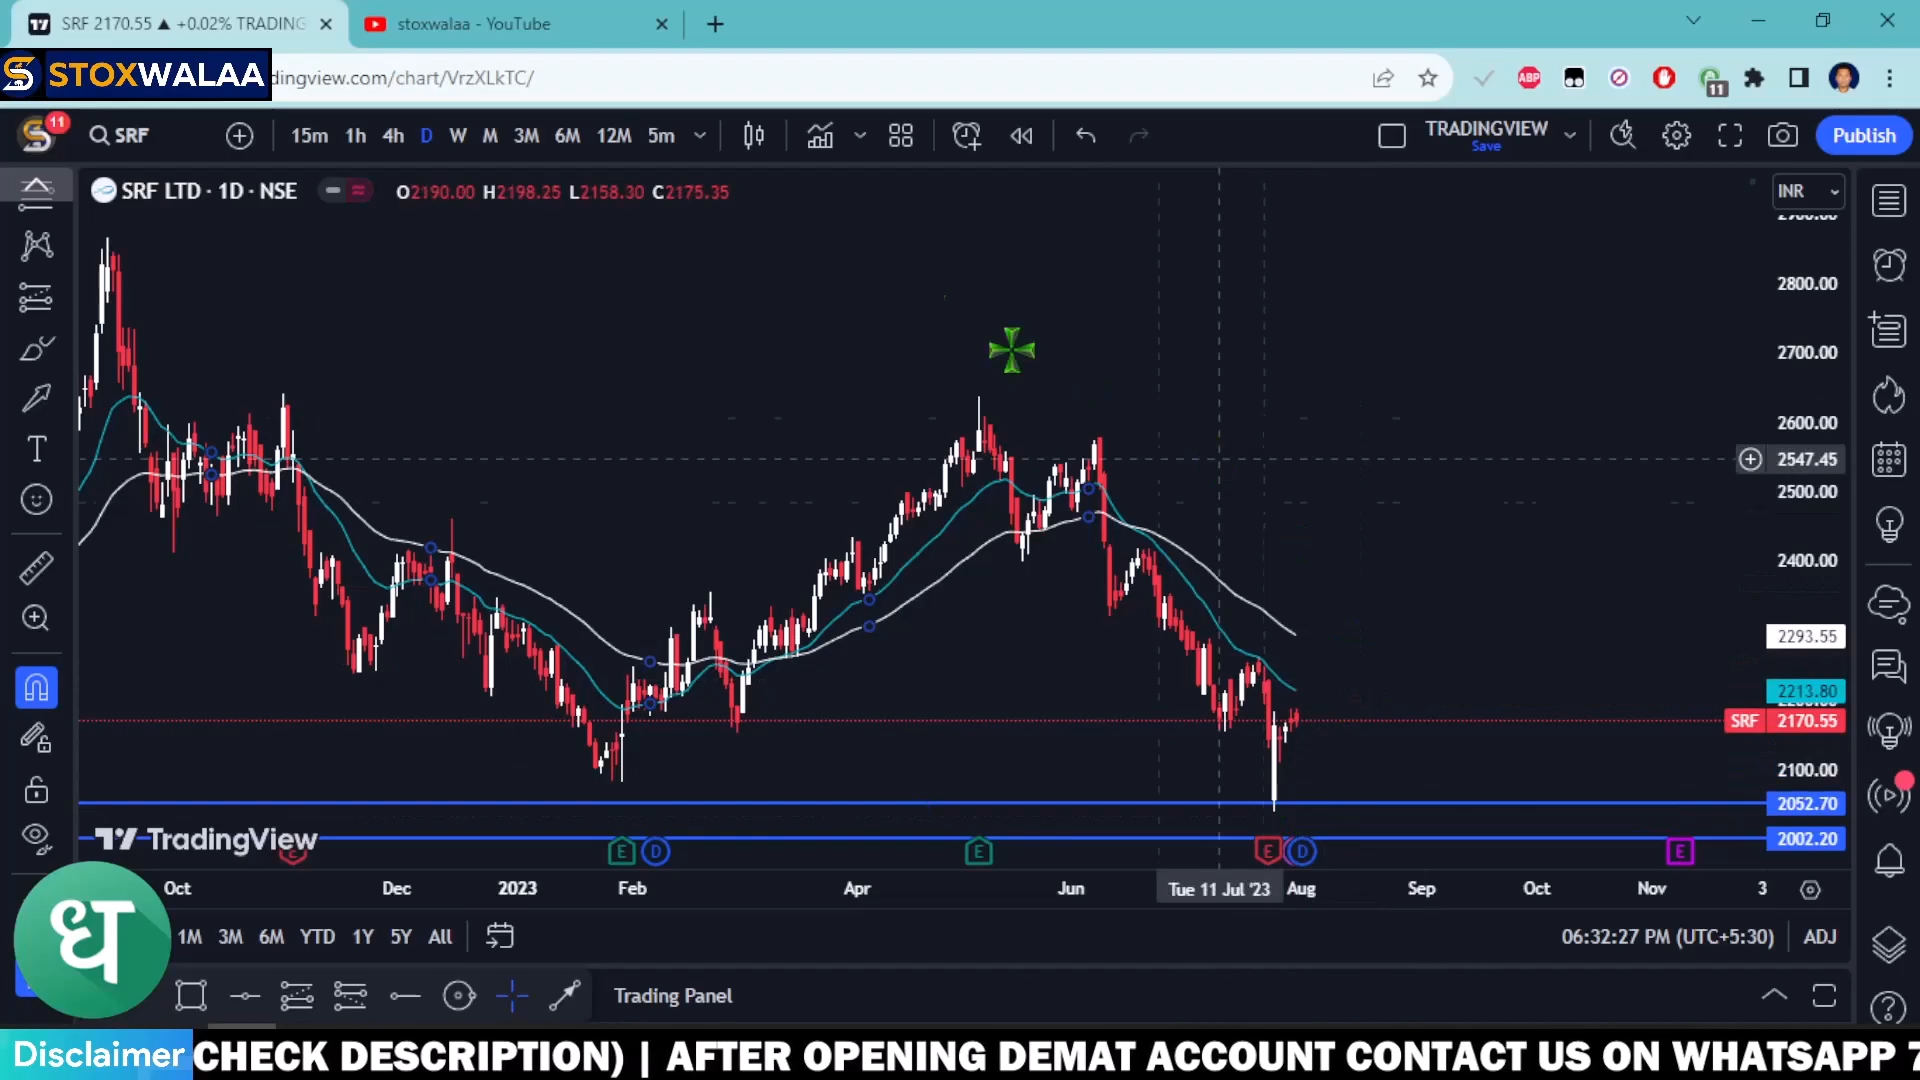 SRF 2170.55 ▲ +0.02% TRADING
stoxwalaa - YouTube
STOXWALAA
dingview.com/chart/VrzXLkTC/
ABP
11
11
SRF
15m 1h 4h D W M 3M 6M 12M 5m
TRADINGVIEW
Save
Publish
SRF LTD · 1D · NSE
O2190.00 H2198.25 L2158.30 C2175.35
INR
2800.00
2700.00
2600.00
2547.45
2500.00
2400.00
2293.55
2213.80
SRF 2170.55
2100.00
2052.70
2002.20
TradingView
E
E D
E
E D
E
Oct Dec 2023 Feb Apr Jun Tue 11 Jul '23 Aug Sep Oct Nov 3
ध
1M 3M 6M YTD 1Y 5Y All
06:32:27 PM (UTC+5:30) ADJ
Trading Panel
Disclaimer
CHECK DESCRIPTION) | AFTER OPENING DEMAT ACCOUNT CONTACT US ON WHATSAPP 7